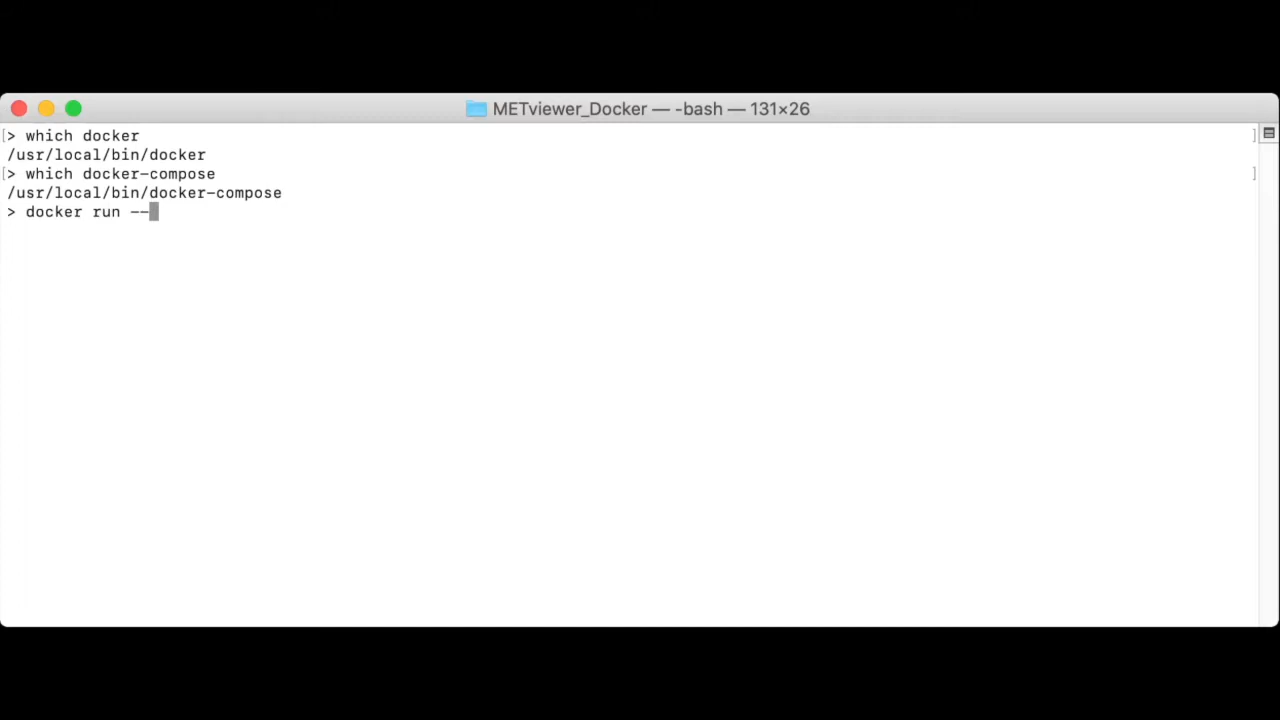 METviewer_Docker — -bash — 131×26
[> which docker ]
/usr/local/bin/docker
[> which docker-compose ]
/usr/local/bin/docker-compose
> docker run --